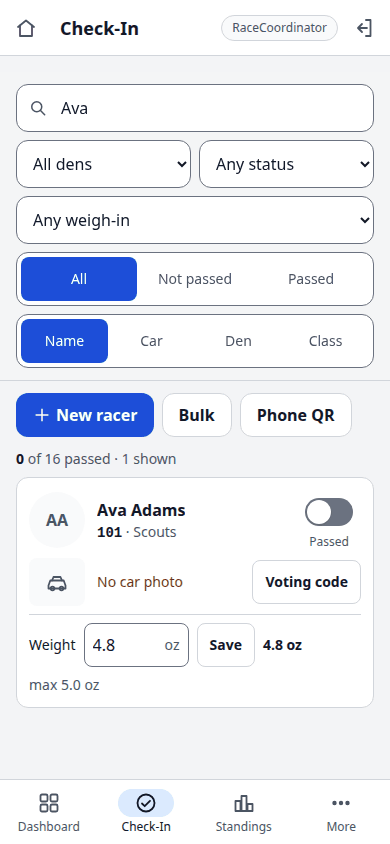 Check-In
RaceCoordinator
Ava
All dens
Any status
Any weigh-in
All
Not passed
Passed
Name
Car
Den
Class
New racer
Bulk
Phone QR
0 of 16 passed · 1 shown
AA
Ava Adams
101 · Scouts
Passed
No car photo
Voting code
Weight
4.8 oz
Save
4.8 oz
max 5.0 oz
Dashboard
Check-In
Standings
More